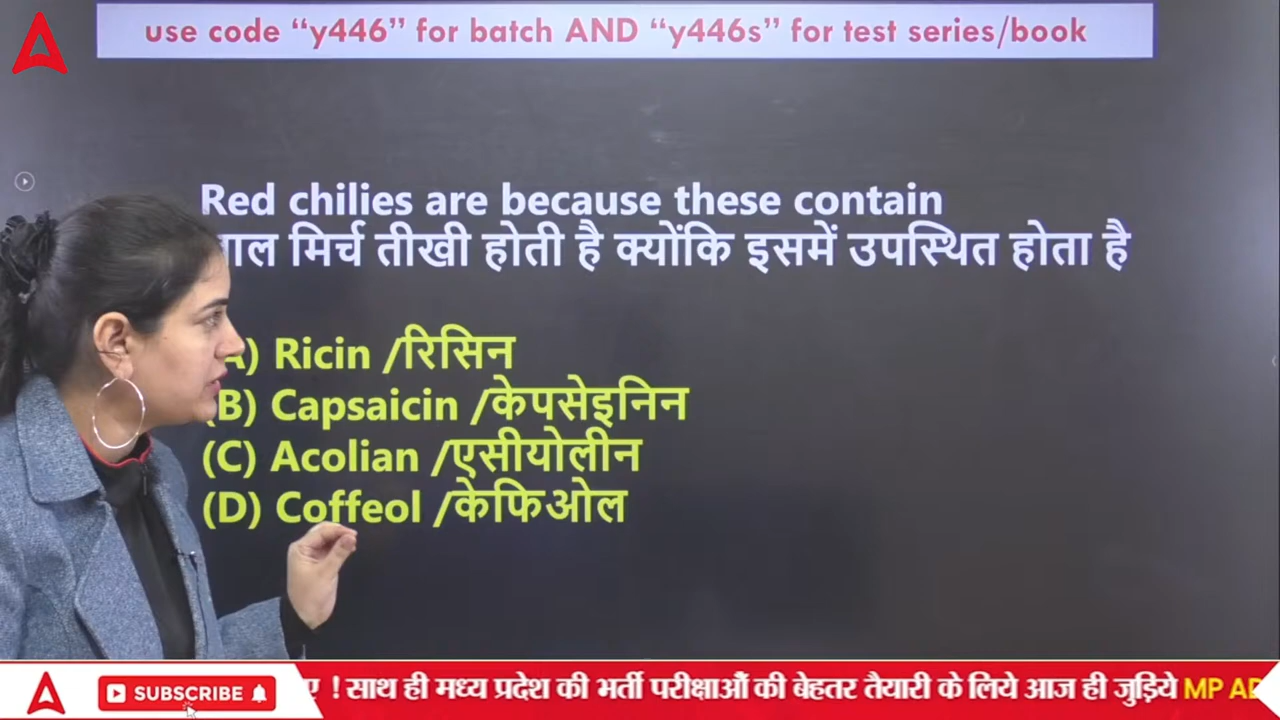 use code “y446” for batch AND “y446s” for test series/book
Red chilies are because these contain
मिर्च तीखी होती है क्योंकि इसमें उपस्थित होता है
A) Ricin /रिसिन
(B) Capsaicin /केपसेइनिन
(C) Acolian /एसीयोलीन
(D) Coffeol /केफिओल
SUBSCRIBE
! साथ ही मध्य प्रदेश की भर्ती परीक्षाओं की बेहतर तैयारी के लिये आज ही जुड़िये MP